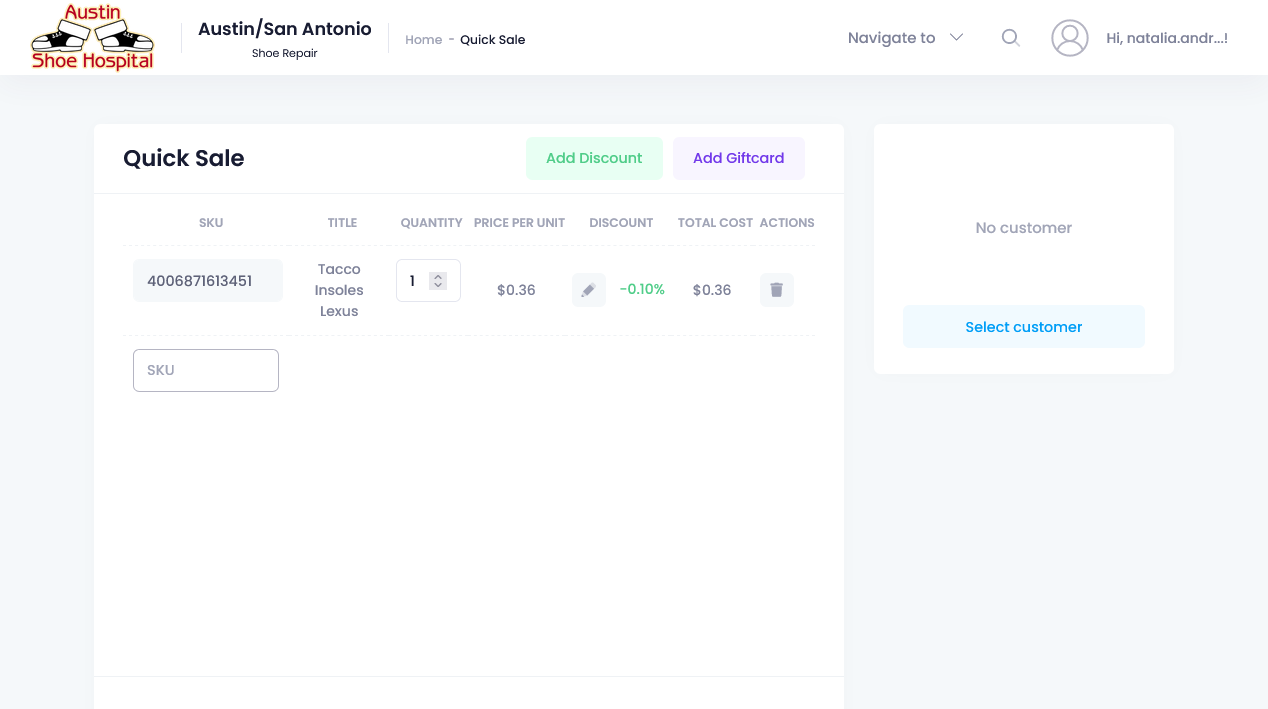 Austin
Shoe Hospital
Austin/San Antonio
Shoe Repair
Home - Quick Sale
Navigate to
Hi, natalia.andr...!
Quick Sale
Add Discount
Add Giftcard
SKU TITLE QUANTITY PRICE PER UNIT DISCOUNT TOTAL COST ACTIONS
4006871613451
Tacco
Insoles
Lexus
1
$0.36
-0.10%
$0.36
SKU
No customer
Select customer